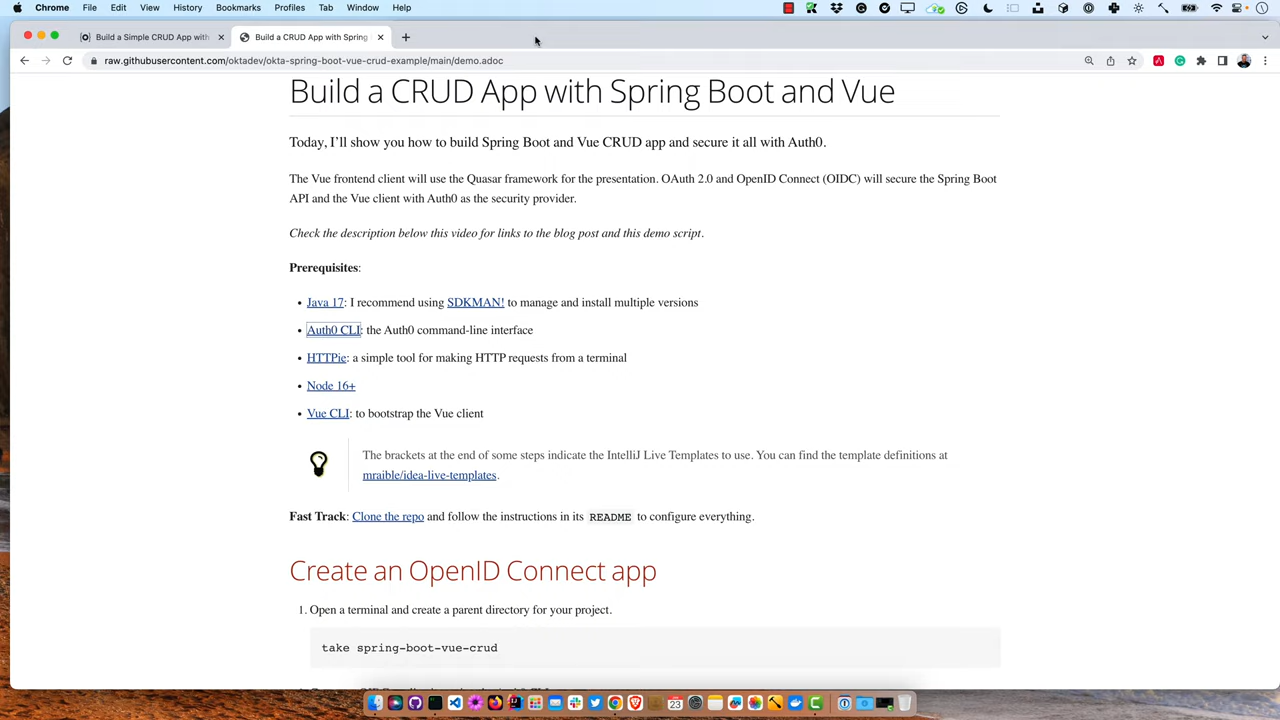 Chrome File Edit View History Bookmarks Profiles Tab Window Help
Build a Simple CRUD App with
Build a CRUD App with Spring
raw.githubusercontent.com/oktadev/okta-spring-boot-vue-crud-example/main/demo.adoc
Build a CRUD App with Spring Boot and Vue
Today, I'll show you how to build Spring Boot and Vue CRUD app and secure it all with Auth0.
The Vue frontend client will use the Quasar framework for the presentation. OAuth 2.0 and OpenID Connect (OIDC) will secure the Spring Boot
API and the Vue client with Auth0 as the security provider.
Check the description below this video for links to the blog post and this demo script.
Prerequisites:
• Java 17: I recommend using SDKMAN! to manage and install multiple versions
• Auth0 CLI: the Auth0 command-line interface
• HTTPie: a simple tool for making HTTP requests from a terminal
• Node 16+
• Vue CLI: to bootstrap the Vue client
The brackets at the end of some steps indicate the IntelliJ Live Templates to use. You can find the template definitions at
mraible/idea-live-templates.
Fast Track: Clone the repo and follow the instructions in its README to configure everything.
Create an OpenID Connect app
1. Open a terminal and create a parent directory for your project.
take spring-boot-vue-crud